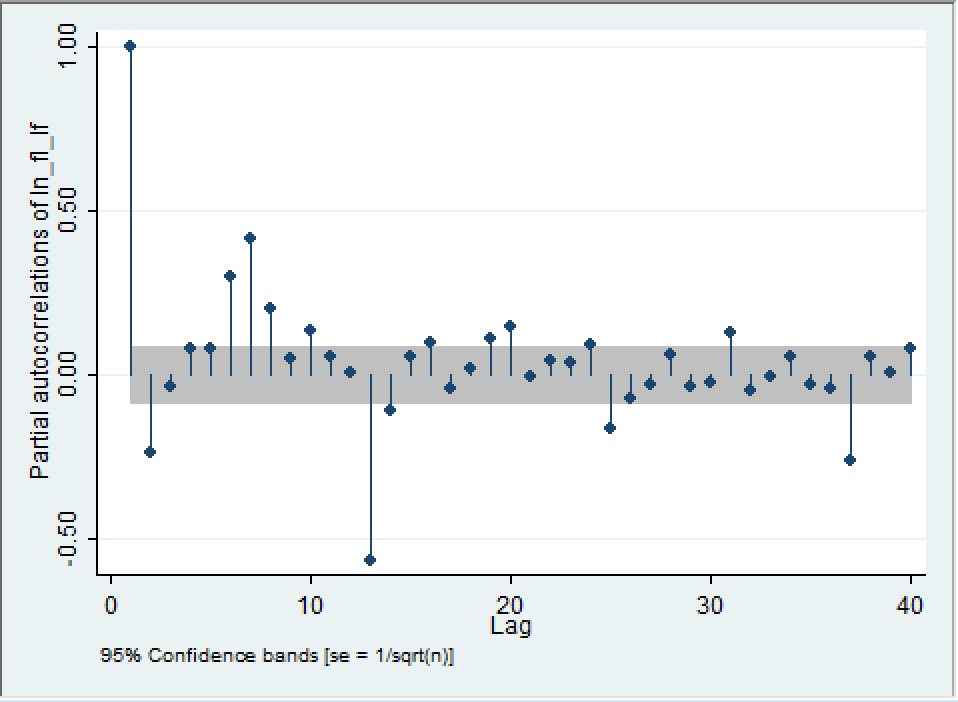 Partial autocorrelations of ln_fl_lf
1.00
0.50
0.00
-0.50
0 10 20 30 40
Lag
95% Confidence bands [se = 1/sqrt(n)]